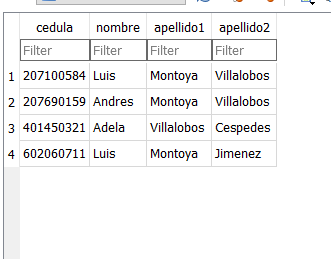 cedula nombre apellido1 apellido2
Filter Filter Filter Filter
1 207100584 Luis Montoya Villalobos
2 207690159 Andres Montoya Villalobos
3 401450321 Adela Villalobos Cespedes
4 602060711 Luis Montoya Jimenez